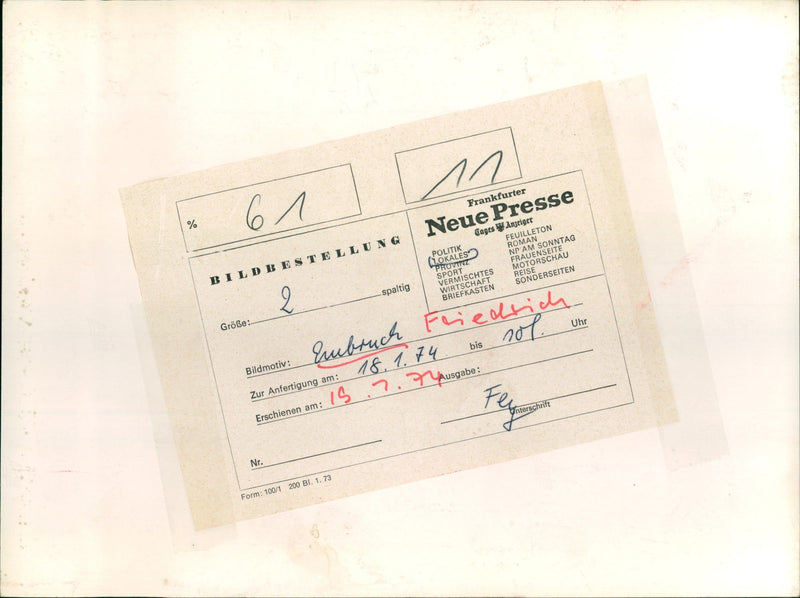 % 61
11
Frankfurter
Neue Presse
Tages Anzeiger
POLITIK
LOKALES
PROVINZ
SPORT
VERMISCHTES
WIRTSCHAFT
BRIEFKASTEN
FEUILLETON
ROMAN
NP AM SONNTAG
FRAUENSEITE
MOTORSCHAU
REISE
SONDERSEITEN
BILDBESTELLUNG
Größe: 2 spaltig
Friedrich
Bildmotiv: Einbruch
Zur Anfertigung am: 18.1.74 bis Uhr
Erschienen am: 19.1.74 Ausgabe:
Unterschrift
Nr.
Form: 100/1 200 Bl. 1. 73